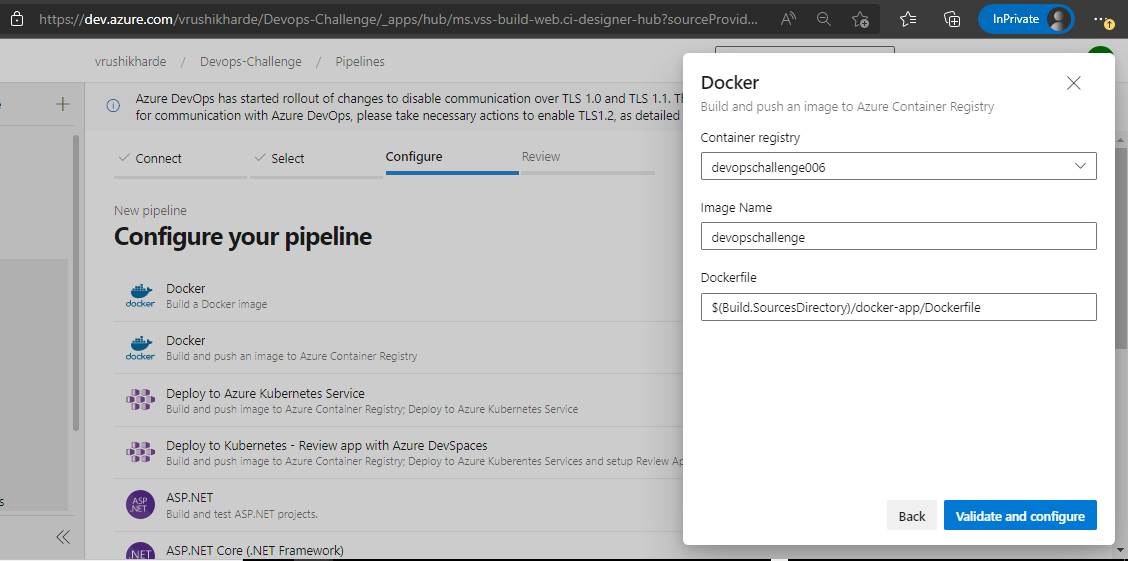 https://dev.azure.com/vrushikharde/Devops-Challenge/_apps/hub/ms.vss-build-web.ci-designer-hub?sourceProvid...
InPrivate
vrushikharde / Devops-Challenge / Pipelines
Azure DevOps has started rollout of changes to disable communication over TLS 1.0 and TLS 1.1.
for communication with Azure DevOps, please take necessary actions to enable TLS1.2, as detailed
Connect
Select
Configure
Review
New pipeline
Configure your pipeline
Docker
docker
Build a Docker image
Docker
docker
Build and push an image to Azure Container Registry
Deploy to Azure Kubernetes Service
Build and push image to Azure Container Registry; Deploy to Azure Kubernetes Service
Deploy to Kubernetes - Review app with Azure DevSpaces
Build and push image to Azure Container Registry; Deploy to Azure Kuberentes Services and setup Review Ap
ASP
.NET
ASP.NET
Build and test ASP.NET projects.
.NET
ASP.NET Core (.NET Framework)
Docker
Build and push an image to Azure Container Registry
Container registry
devopschallenge006
Image Name
devopschallenge
Dockerfile
$(Build.SourcesDirectory)/docker-app/Dockerfile
Back
Validate and configure